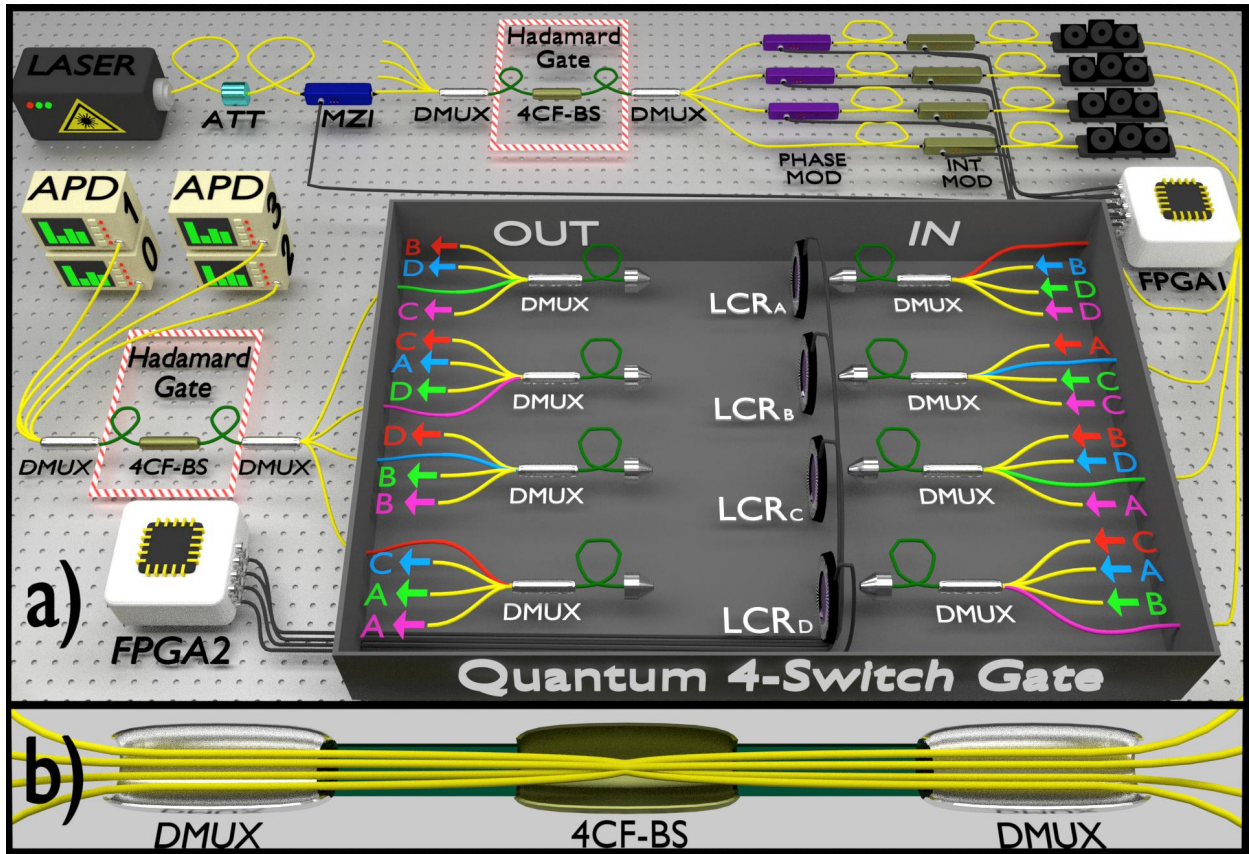 LASER
ATT
MZI
DMUX
Hadamard
Gate
4CF-BS
DMUX
PHASE
MOD
INT
MOD
FPGA1
APD
1
0
APD
3
2
Hadamard
Gate
DMUX
4CF-BS
DMUX
FPGA2
a)
OUT
IN
B
D
C
DMUX
LCRA
DMUX
B
D
D
C
A
D
DMUX
LCRB
DMUX
A
C
C
D
B
B
DMUX
LCRC
DMUX
B
D
A
C
A
A
DMUX
LCRD
DMUX
C
A
B
Quantum 4-Switch Gate
b)
DMUX
4CF-BS
DMUX